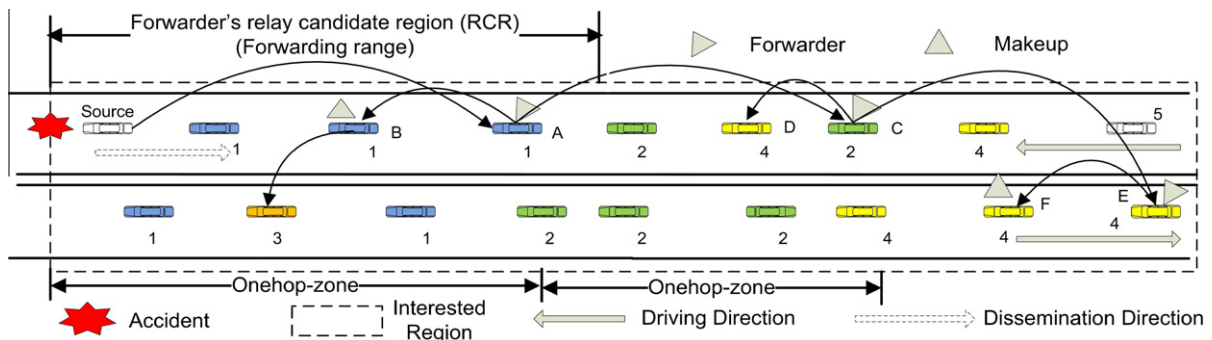 Forwarder's relay candidate region (RCR)
(Forwarding range)
Forwarder
Makeup
Source
B
A
D
C
5
1
1
1
2
4
2
4
F
E
1
3
1
2
2
2
4
4
4
Onehop-zone
Onehop-zone
Accident
Interested
Region
Driving Direction
Dissemination Direction